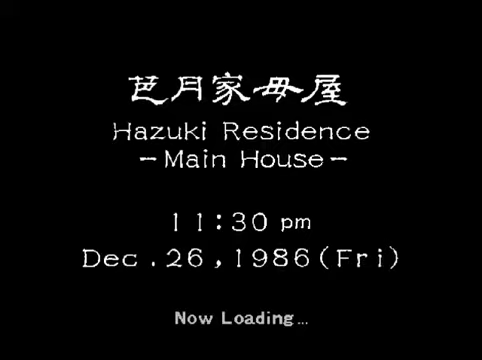 芭月家母屋
Hazuki Residence
-Main House-
11:30 pm
Dec.26,1986(Fri)
Now Loading...